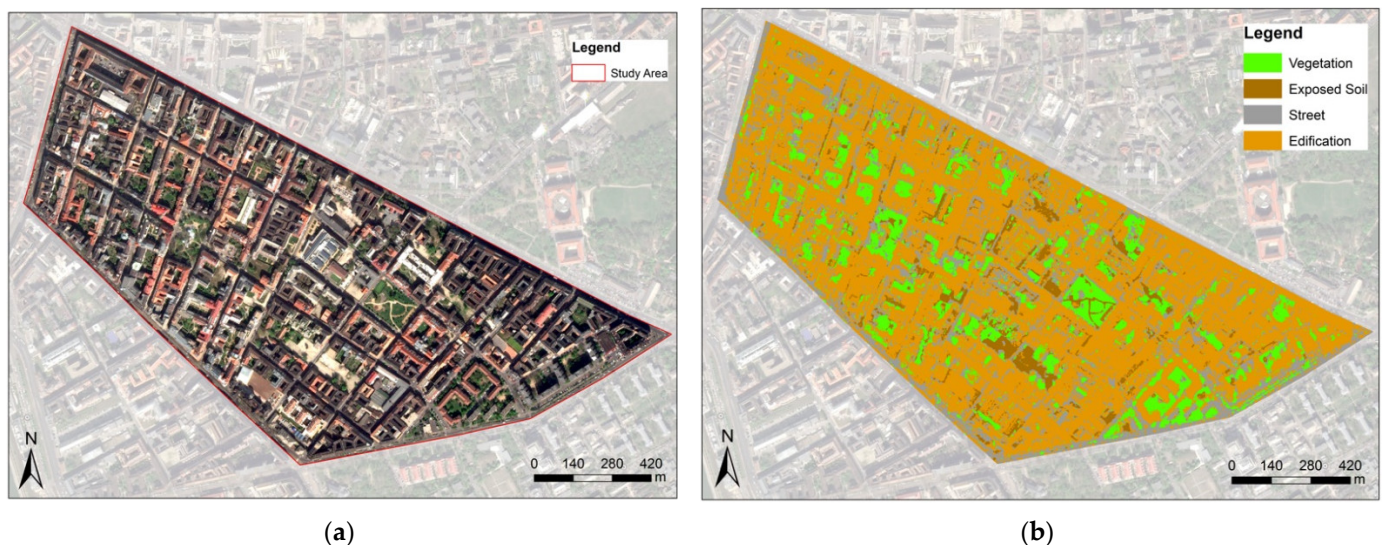 Legend
Study Area
N
0 140 280 420
m
(a)
Legend
Vegetation
Exposed Soil
Street
Edification
N
0 140 280 420
m
(b)